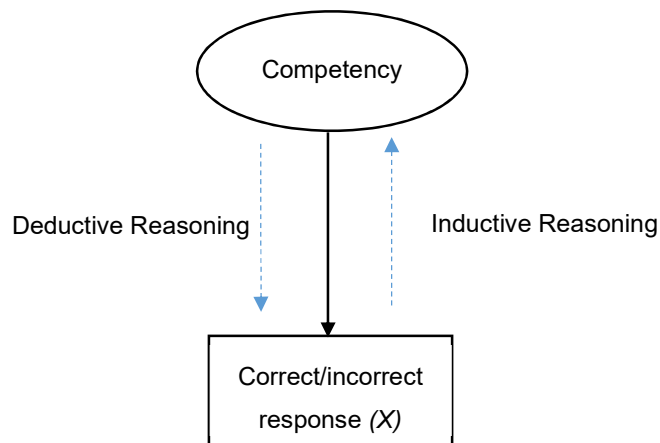 Competency
Deductive Reasoning
Inductive Reasoning
Correct/incorrect
response (X)